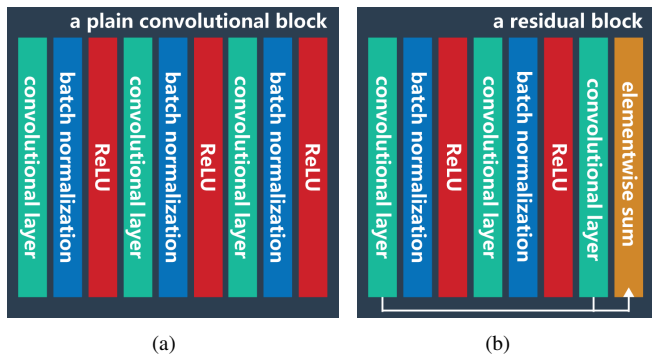 a plain convolutional block
convolutional layer
batch normalization
ReLU
convolutional layer
batch normalization
ReLU
convolutional layer
batch normalization
ReLU
(a)
a residual block
convolutional layer
batch normalization
ReLU
convolutional layer
batch normalization
ReLU
convolutional layer
elementwise sum
(b)